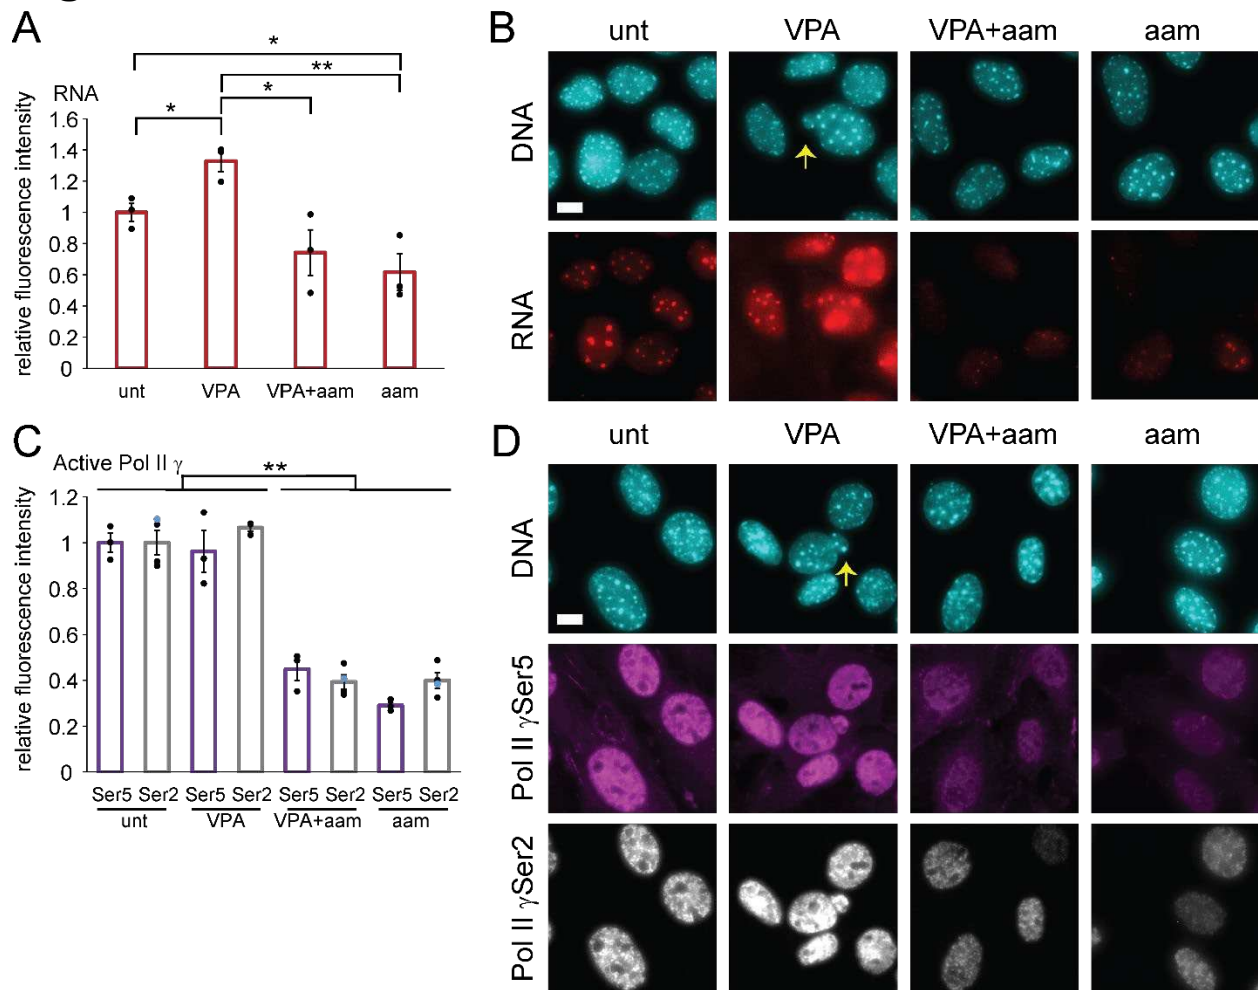 A
*
**
*
*
RNA
relative fluorescence intensity
1.6
1.4
1.2
1
0.8
0.6
0.4
0.2
0
unt VPA VPA+aam aam
B
unt VPA VPA+aam aam
DNA
RNA
C
Active Pol II γ
**
relative fluorescence intensity
1.2
1
0.8
0.6
0.4
0.2
0
Ser5 Ser2 Ser5 Ser2 Ser5 Ser2 Ser5 Ser2
unt VPA VPA+aam aam
D
unt VPA VPA+aam aam
DNA
Pol II γSer5
Pol II γSer2